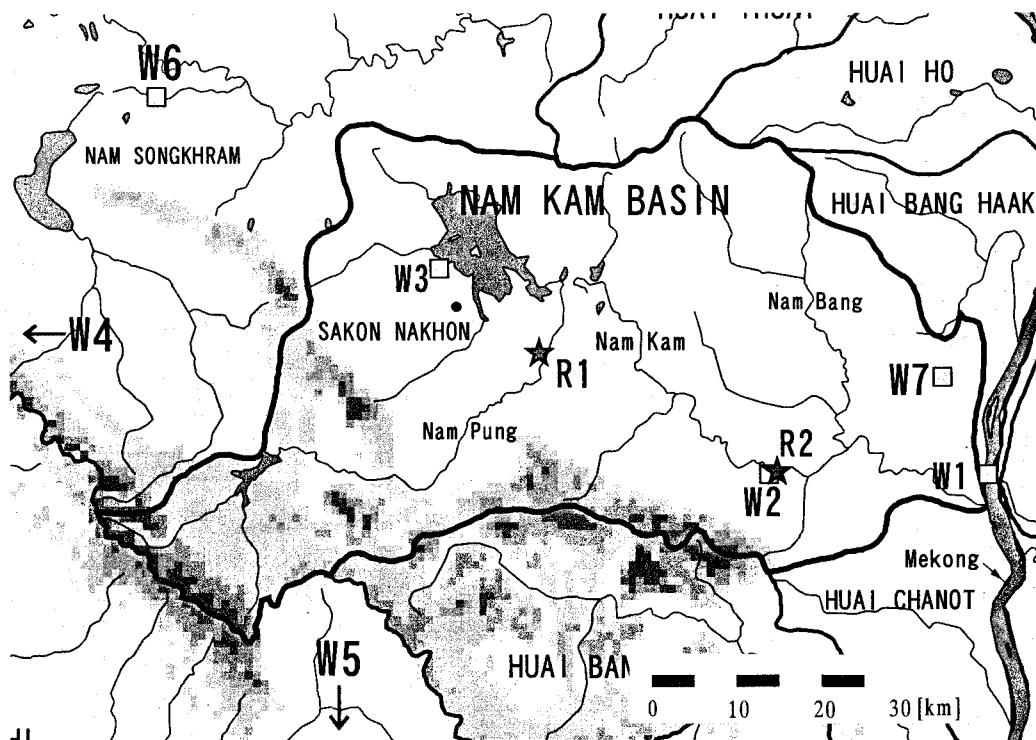 W6
HUAI HO
NAM SONGKHRAM
NAM KAM BASIN
HUAI BANG HAAK
W3
Nam Bang
SAKON NAKHON
W4
Nam Kam
R1
W7
Nam Pung
R2
W2
W1
Mekong
HUAI CHANOT
W5
HUAI BAN
0 10 20 30 [km]